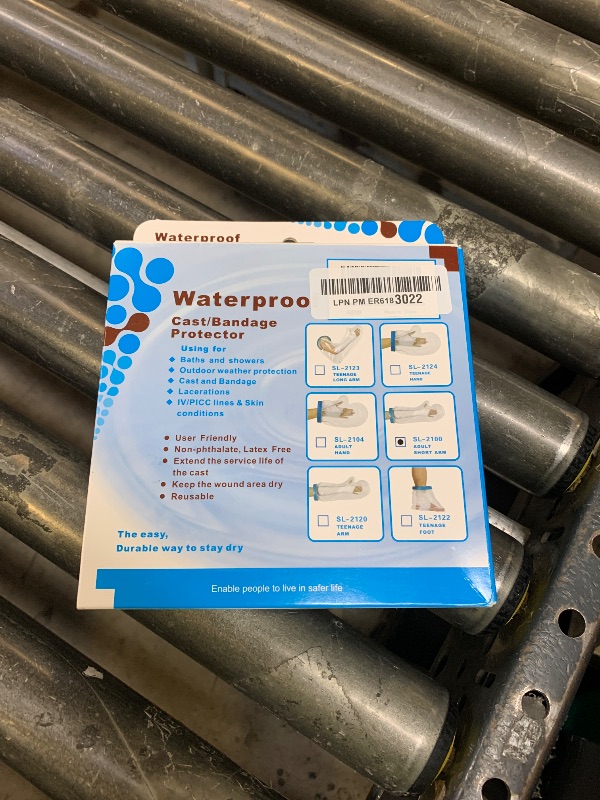 Waterproof
Waterproo
LPN PM ER6183022
Cast/Bandage
Protector
Using for
Baths and showers
Outdoor weather protection
Cast and Bandage
Lacerations
IV/PICC lines & Skin
conditions
User Friendly
Non-phthalate, Latex Free
Extend the service life of
the cast
Keep the wound area dry
Reusable
The easy,
Durable way to stay dry
SL-2123
TEENAGE
LONG ARM
SL-2124
TEENAGE
HAND
SL-2104
ADULT
HAND
SL-2100
ADULT
SHORT ARM
SL-2120
TEENAGE
ARM
SL-2122
TEENAGE
FOOT
Enable people to live in safer life